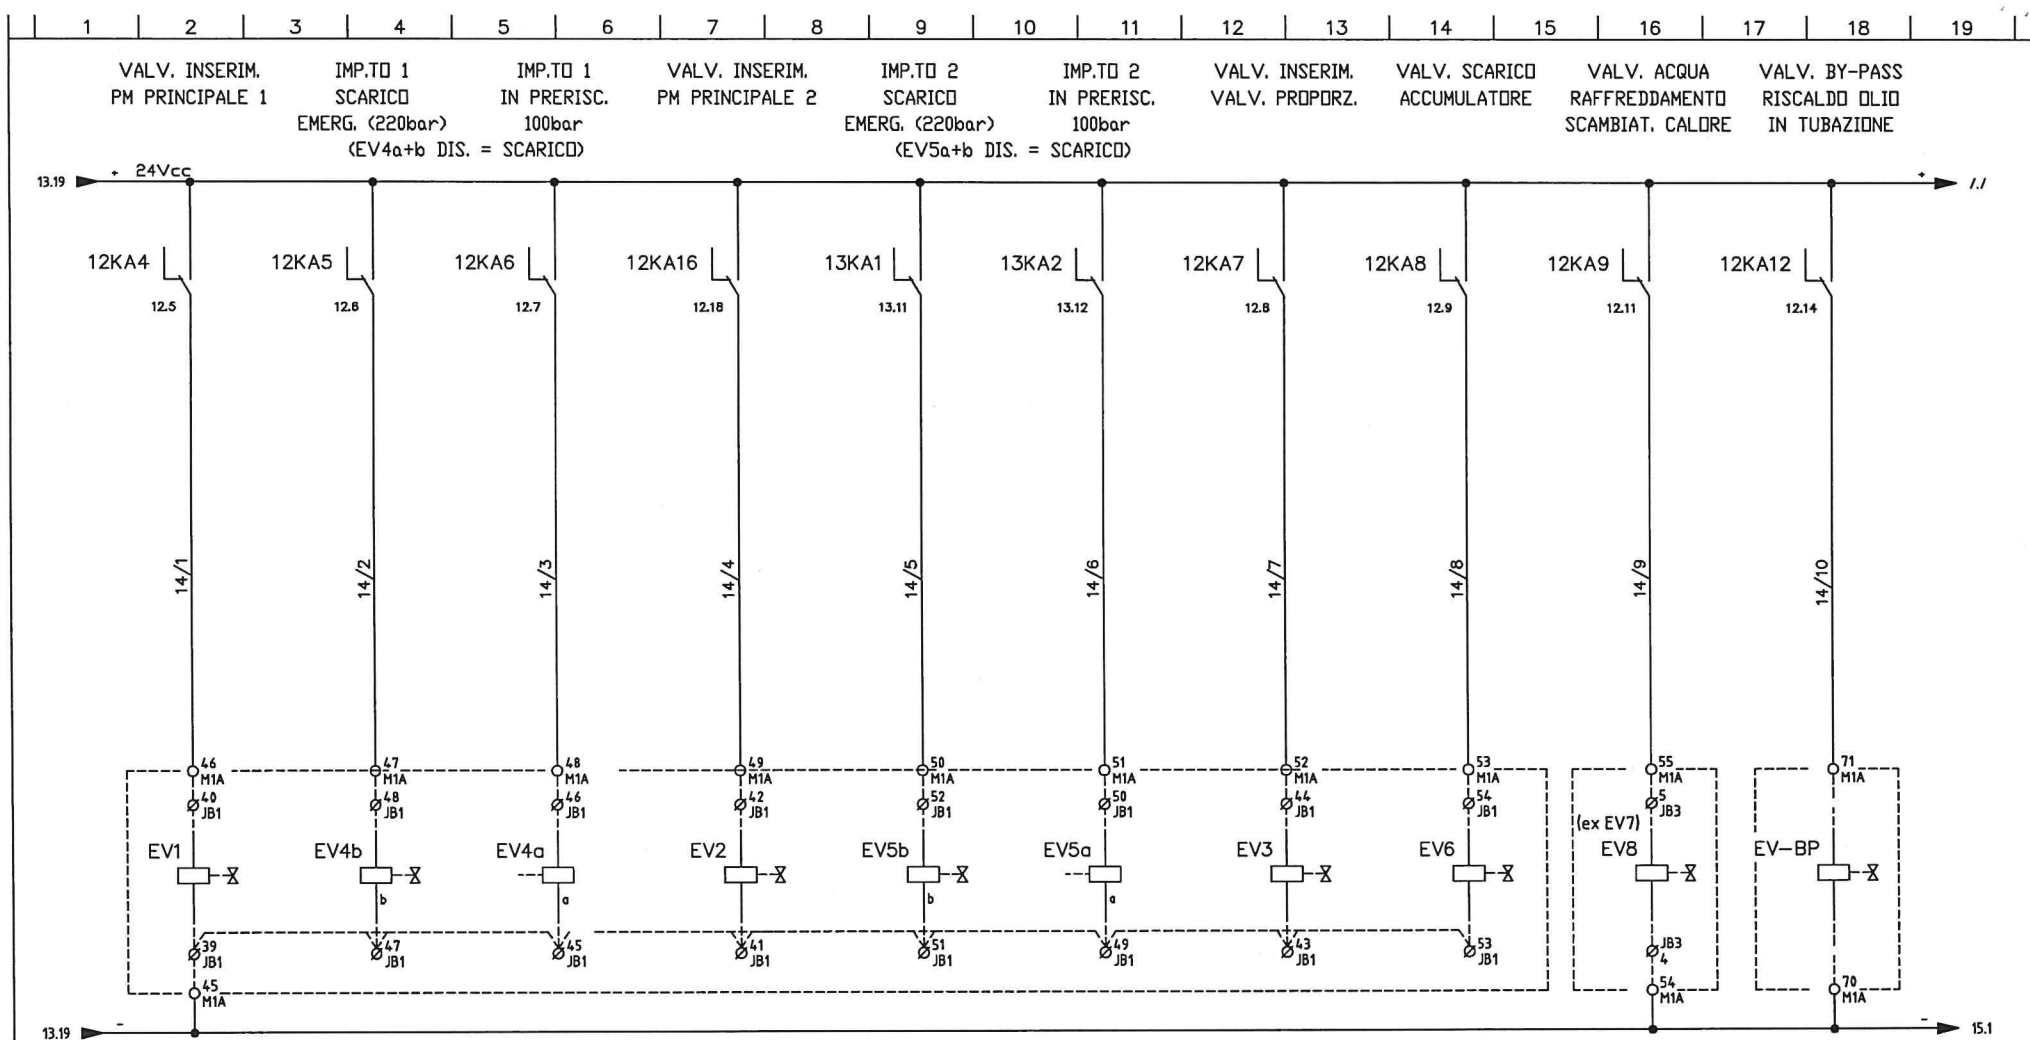 1 2 3 4 5 6 7 8 9 10 11 12 13 14 15 16 17 18 19
VALV. INSERIM.
PM PRINCIPALE 1
IMP.TO 1
SCARICO
EMERG. (220bar)
IMP.TO 1
IN PRERISC.
100bar
(EV4a+b DIS. = SCARICO)
VALV. INSERIM.
PM PRINCIPALE 2
IMP.TO 2
SCARICO
EMERG. (220bar)
IMP.TO 2
IN PRERISC.
100bar
(EV5a+b DIS. = SCARICO)
VALV. INSERIM.
VALV. PROPORZ.
VALV. SCARICO
ACCUMULATORE
VALV. ACQUA
RAFFREDDAMENTO
SCAMBIAT. CALORE
VALV. BY-PASS
RISCALDO OLIO
IN TUBAZIONE
13.19 + 24Vcc + /./
12KA4 12KA5 12KA6 12KA16 13KA1 13KA2 12KA7 12KA8 12KA9 12KA12
12.5 12.6 12.7 12.18 13.11 13.12 12.8 12.9 12.11 12.14
14/1 14/2 14/3 14/4 14/5 14/6 14/7 14/8 14/9 14/10
46 47 48 49 50 51 52 53 55 71
M1A M1A M1A M1A M1A M1A M1A M1A M1A M1A
40 48 46 42 52 50 44 54 5
JB1 JB1 JB1 JB1 JB1 JB1 JB1 JB1 JB3
(ex EV7)
EV1 EV4b EV4a EV2 EV5b EV5a EV3 EV6 EV8 EV-BP
b a b a
39 47 45 41 51 49 43 53 JB3
JB1 JB1 JB1 JB1 JB1 JB1 JB1 JB1 4
45 54 70
M1A M1A M1A
13.19 - - 15.1